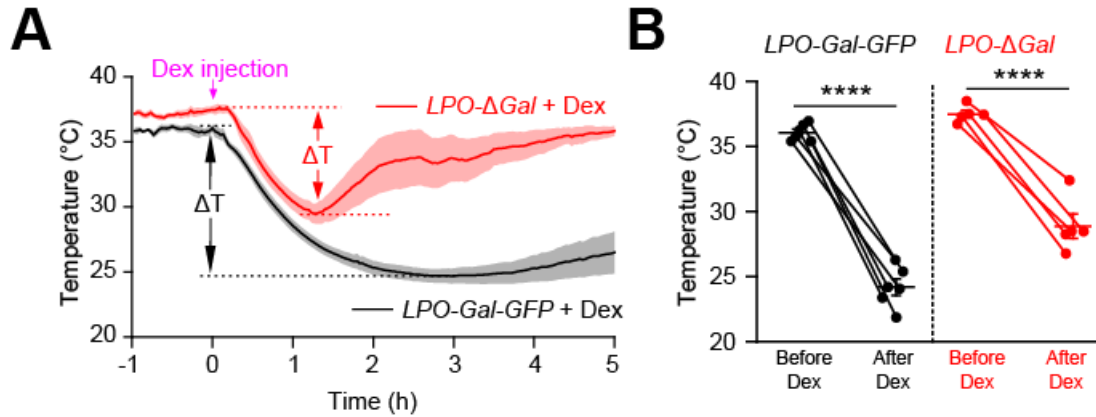 A
Dex injection
40
35
30
25
20
Temperature (°C)
LPO-ΔGal + Dex
ΔT
ΔT
LPO-Gal-GFP + Dex
-1
0
1
2
3
4
5
Time (h)
B
LPO-Gal-GFP
LPO-ΔGal
****
****
40
35
30
25
20
Temperature (°C)
Before
Dex
After
Dex
Before
Dex
After
Dex